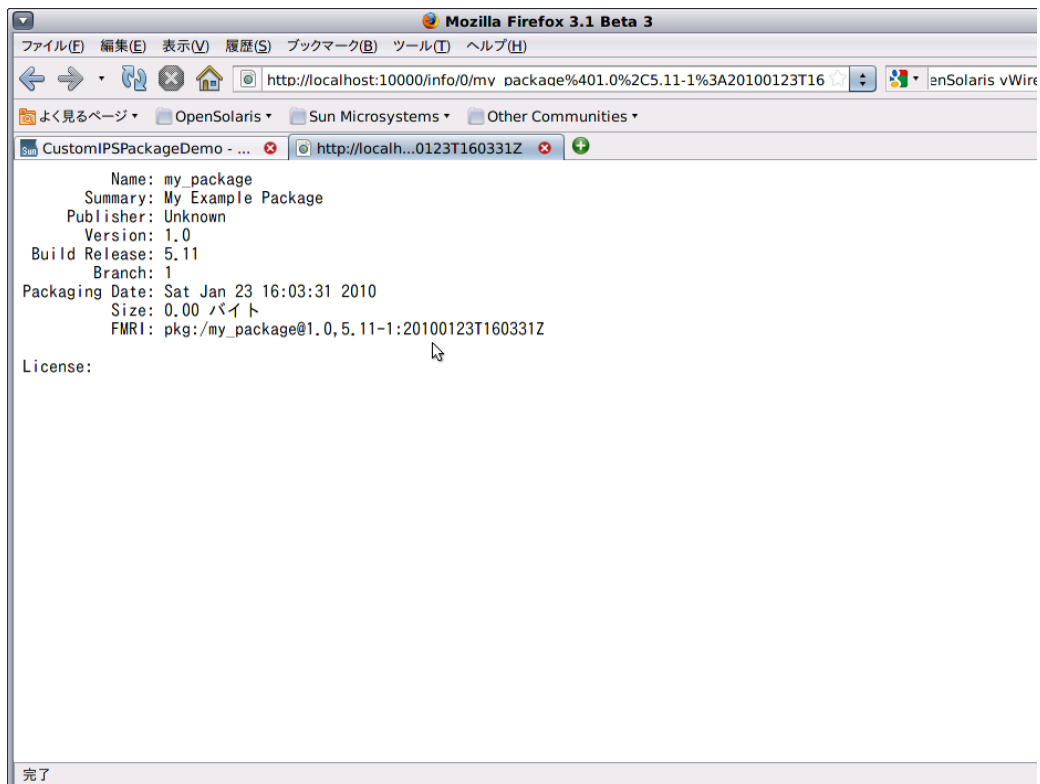 Mozilla Firefox 3.1 Beta 3
ファイル(F) 編集(E) 表示(V) 履歴(S) ブックマーク(B) ツール(T) ヘルプ(H)
http://localhost:10000/info/0/my_package%401.0%2C5.11-1%3A20100123T16 enSolaris vWire
よく見るページ OpenSolaris Sun Microsystems Other Communities
Sun CustomIPSPackageDemo - ... http://localh...0123T160331Z
Name: my_package
Summary: My Example Package
Publisher: Unknown
Version: 1.0
Build Release: 5.11
Branch: 1
Packaging Date: Sat Jan 23 16:03:31 2010
Size: 0.00 バイト
FMRI: pkg:/my_package@1.0,5.11-1:20100123T160331Z
License:
完了